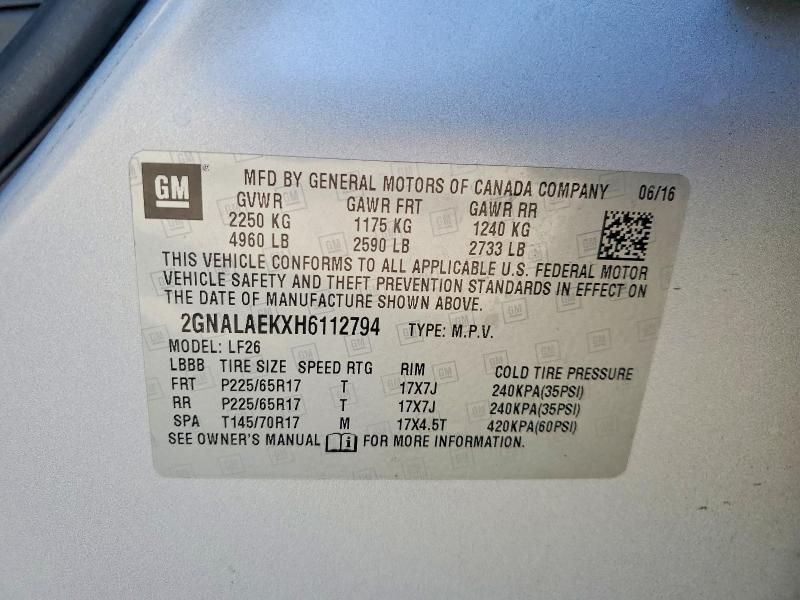 GM MFD BY GENERAL MOTORS OF CANADA COMPANY 06/16
GVWR GAWR FRT GAWR RR
2250 KG 1175 KG 1240 KG
4960 LB 2590 LB 2733 LB
THIS VEHICLE CONFORMS TO ALL APPLICABLE U.S. FEDERAL MOTOR
VEHICLE SAFETY AND THEFT PREVENTION STANDARDS IN EFFECT ON
THE DATE OF MANUFACTURE SHOWN ABOVE.
2GNALAEKXH6112794 TYPE: M.P.V.
MODEL: LF26
LBBB TIRE SIZE SPEED RTG RIM COLD TIRE PRESSURE
FRT P225/65R17 T 17X7J 240KPA(35PSI)
RR P225/65R17 T 17X7J 240KPA(35PSI)
SPA T145/70R17 M 17X4.5T 420KPA(60PSI)
SEE OWNER'S MANUAL FOR MORE INFORMATION.